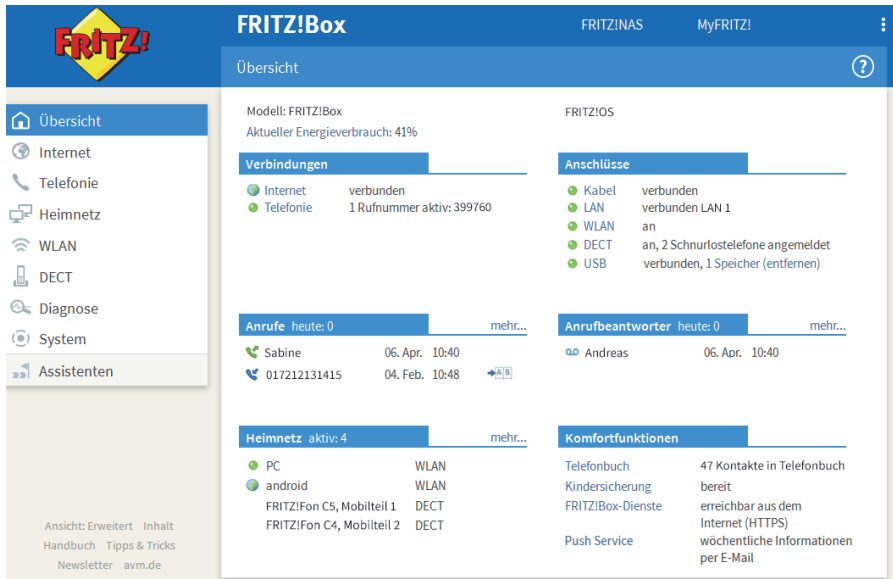 FRITZ!
FRITZ!Box FRITZ!NAS MyFRITZ!
Übersicht ?
Übersicht
Internet
Telefonie
Heimnetz
WLAN
DECT
Diagnose
System
Assistenten
Ansicht: Erweitert Inhalt
Handbuch Tipps & Tricks
Newsletter avm.de
Modell: FRITZ!Box FRITZ!OS
Aktueller Energieverbrauch: 41%
Verbindungen
Internet verbunden
Telefonie 1 Rufnummer aktiv: 399760
Anschlüsse
Kabel verbunden
LAN verbunden LAN 1
WLAN an
DECT an, 2 Schnurlostelefone angemeldet
USB verbunden, 1 Speicher (entfernen)
Anrufe heute: 0 mehr...
Sabine 06. Apr. 10:40
017212131415 04. Feb. 10:48 AB
Anrufbeantworter heute: 0 mehr...
Andreas 06. Apr. 10:40
Heimnetz aktiv: 4 mehr...
PC WLAN
android WLAN
FRITZ!Fon C5, Mobilteil 1 DECT
FRITZ!Fon C4, Mobilteil 2 DECT
Komfortfunktionen
Telefonbuch 47 Kontakte in Telefonbuch
Kindersicherung bereit
FRITZ!Box-Dienste erreichbar aus dem
Internet (HTTPS)
Push Service wöchentliche Informationen
per E-Mail